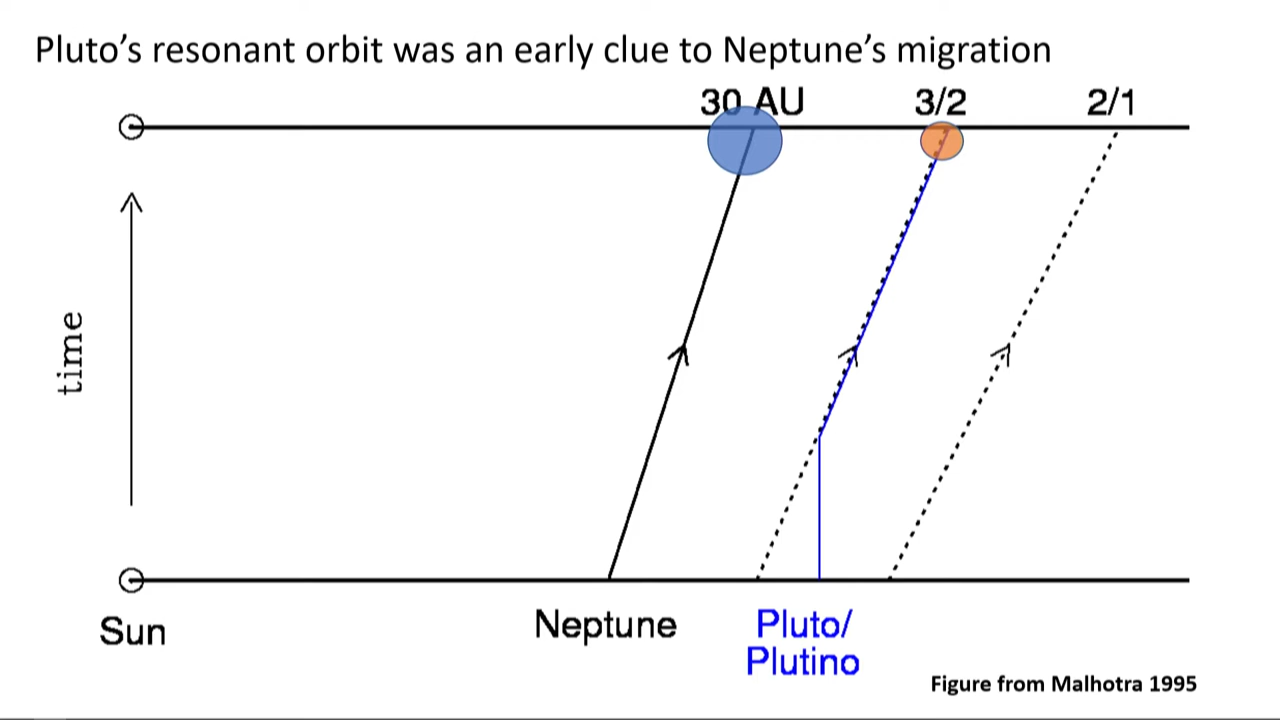 Pluto’s resonant orbit was an early clue to Neptune’s migration
30 AU
3/2
2/1
time
Sun
Neptune
Pluto/
Plutino
Figure from Malhotra 1995